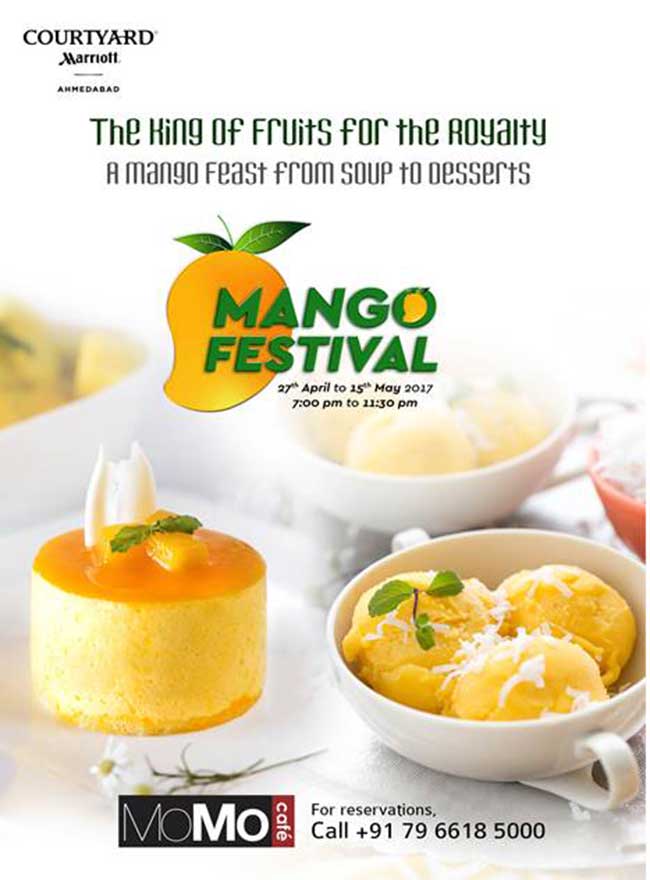 COURTYARD®
Marriott.
AHMEDABAD
The King of Fruits for the Royalty
A Mango Feast from Soup to Desserts
MANGO
FESTIVAL
27th April to 15th May 2017
7:00 pm to 11:30 pm
MoMo café
For reservations,
Call +91 79 6618 5000